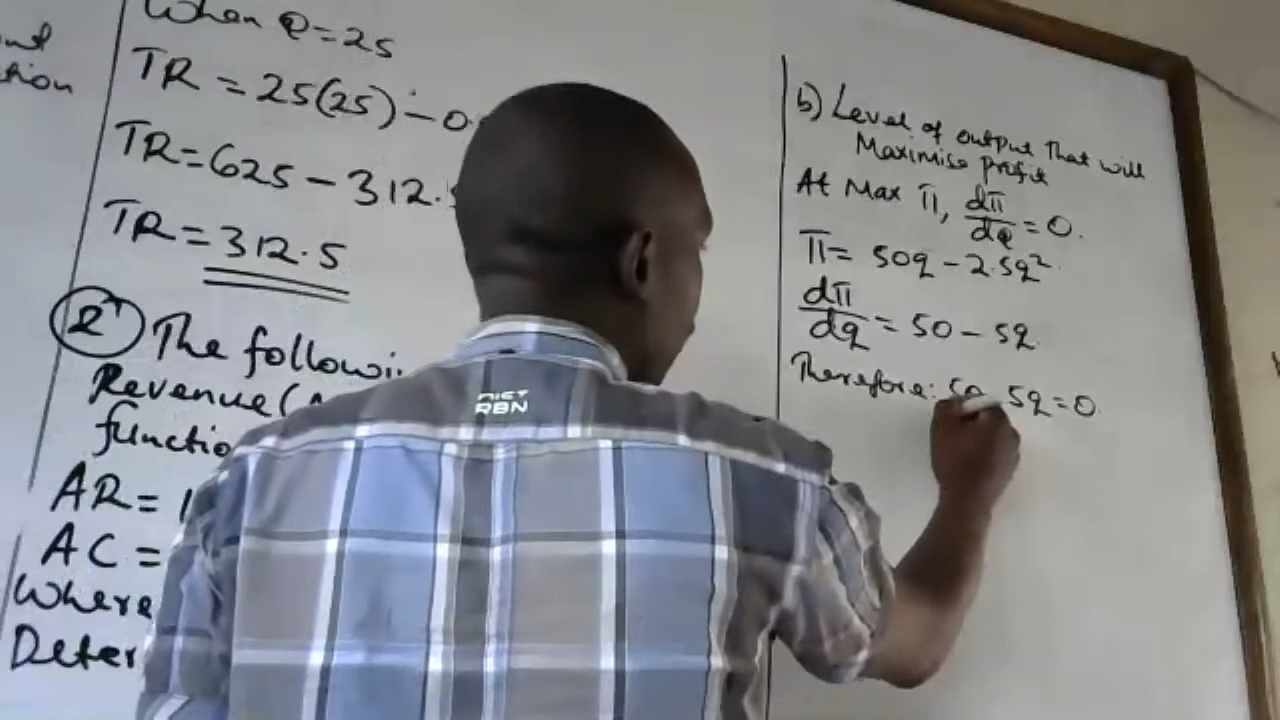 When Q=25
TR = 25(25) - 0.
TR = 625 - 312.
TR = 312.5
2 The followi
Revenue (
functio
AR =
AC =
Where
Deter
tion
b) Level of output that will
Maximise profit
At Max π, dπ/dQ = 0.
π = 50q - 2.5q²
dπ/dq = 50 - 5q.
Therefore: 50 5q = 0.
RBN